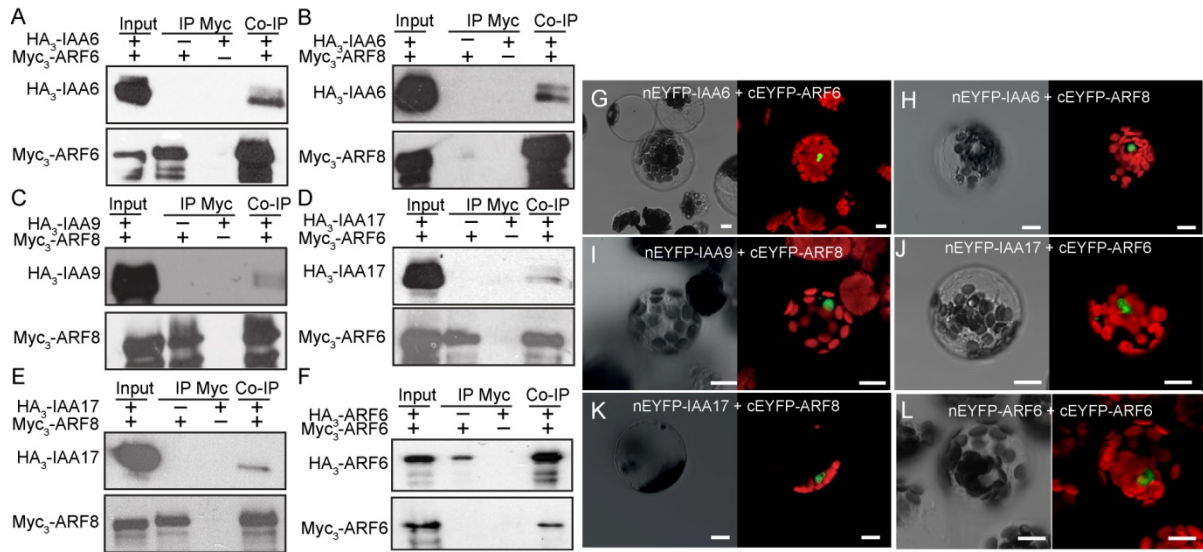 A
Input IP Myc Co-IP
HA3-IAA6 + − + +
Myc3-ARF6 + + − +
HA3-IAA6
Myc3-ARF6
B
Input IP Myc Co-IP
HA3-IAA6 + − + +
Myc3-ARF8 + + − +
HA3-IAA6
Myc3-ARF8
C
Input IP Myc Co-IP
HA3-IAA9 + − + +
Myc3-ARF8 + + − +
HA3-IAA9
Myc3-ARF8
D
Input IP Myc Co-IP
HA3-IAA17 + − + +
Myc3-ARF6 + + − +
HA3-IAA17
Myc3-ARF6
E
Input IP Myc Co-IP
HA3-IAA17 + − + +
Myc3-ARF8 + + − +
HA3-IAA17
Myc3-ARF8
F
Input IP Myc Co-IP
HA3-ARF6 + − + +
Myc3-ARF6 + + − +
HA3-ARF6
Myc3-ARF6
G nEYFP-IAA6 + cEYFP-ARF6
H nEYFP-IAA6 + cEYFP-ARF8
I nEYFP-IAA9 + cEYFP-ARF8
J nEYFP-IAA17 + cEYFP-ARF6
K nEYFP-IAA17 + cEYFP-ARF8
L nEYFP-ARF6 + cEYFP-ARF6